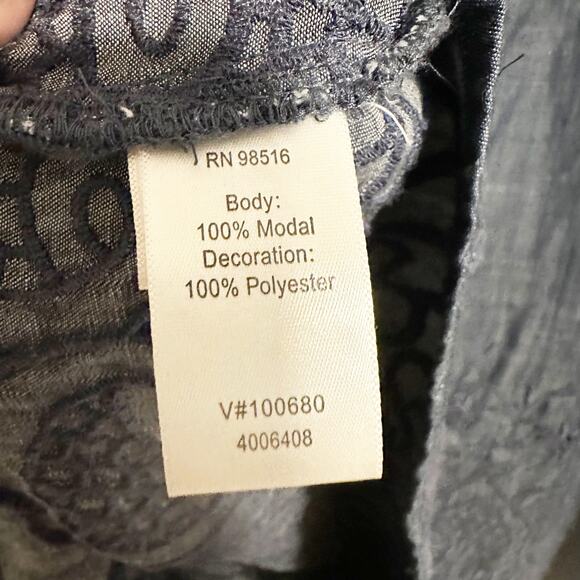 RN 98516
Body:
100% Modal
Decoration:
100% Polyester
V#100680
4006408